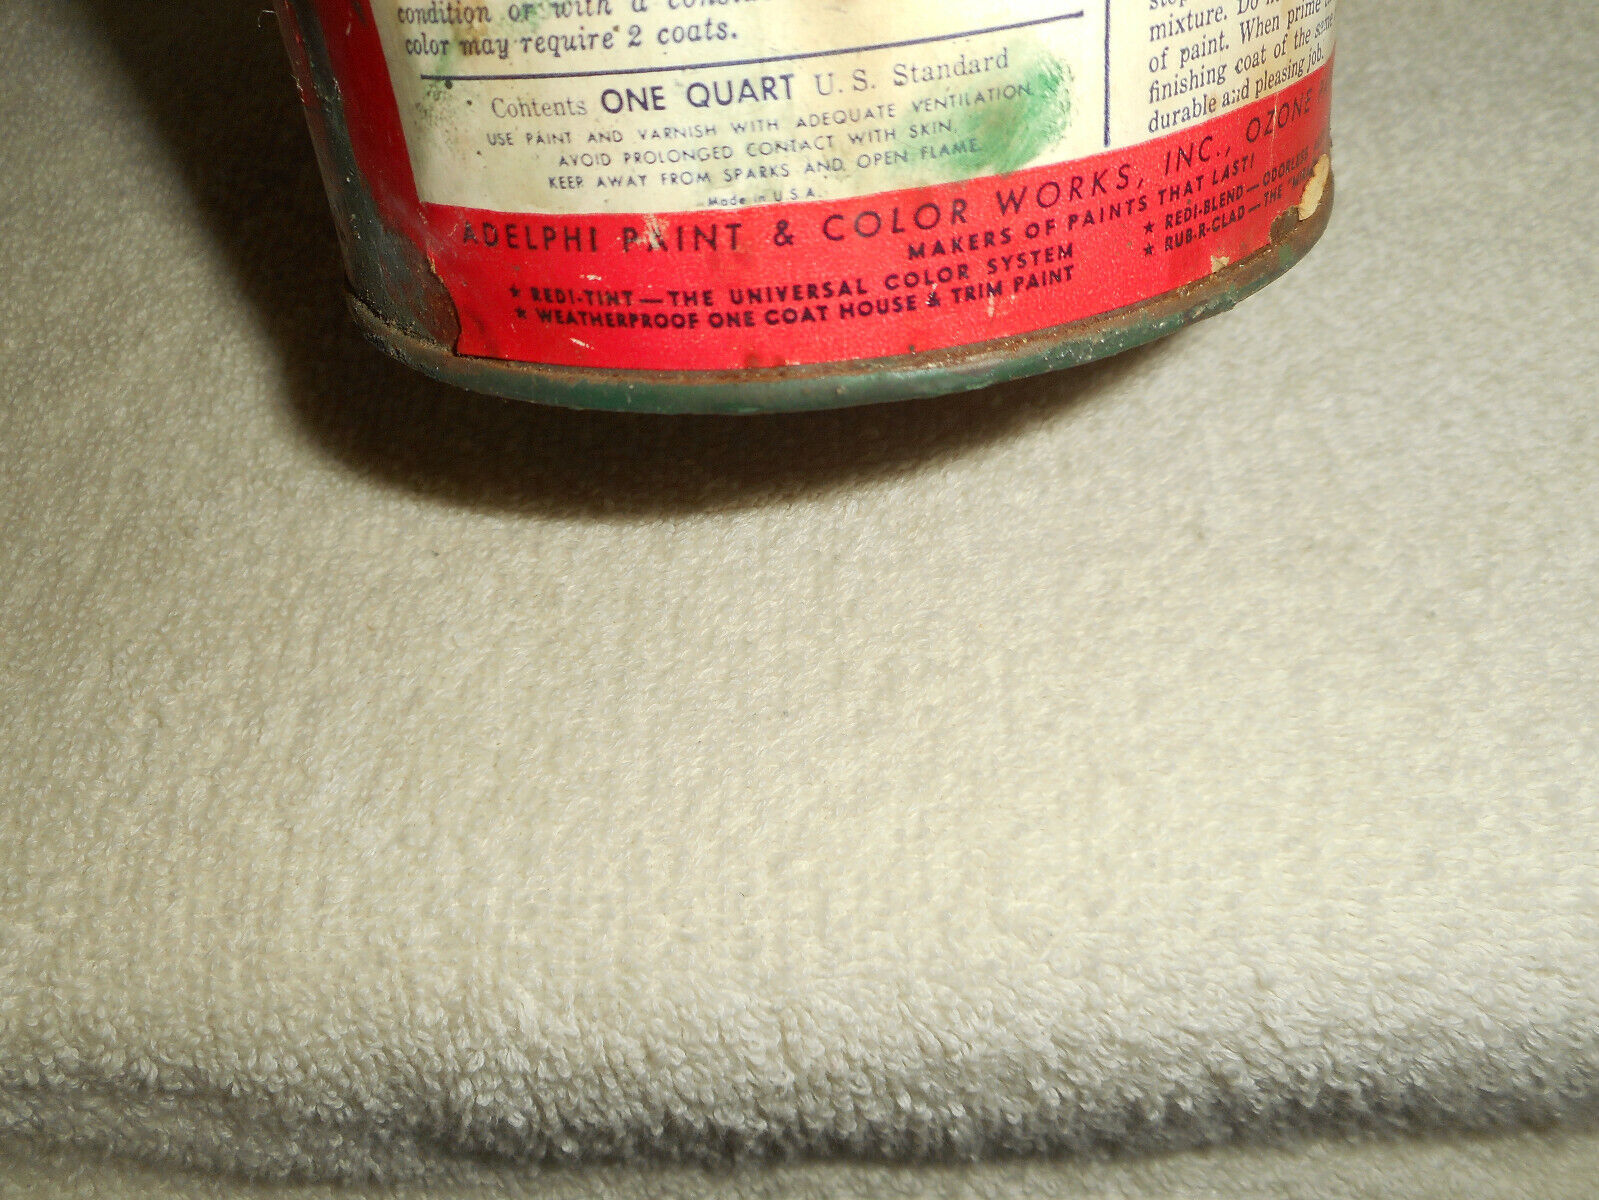 condition or with a
color may require 2 coats.
Contents ONE QUART U. S. Standard
USE PAINT AND VARNISH WITH ADEQUATE VENTILATION.
AVOID PROLONGED CONTACT WITH SKIN.
KEEP AWAY FROM SPARKS AND OPEN FLAME.
Made in U.S.A.
mixture. Do
of paint. When prime
finishing coat of the same
durable and pleasing job.
ADELPHI PAINT & COLOR WORKS, INC., OZONE
MAKERS OF PAINTS THAT LAST!
★ REDI-TINT—THE UNIVERSAL COLOR SYSTEM
★ WEATHERPROOF ONE COAT HOUSE & TRIM PAINT
★ REDI-BLEND—ODORLESS
★ RUB-R-CLAD—THE